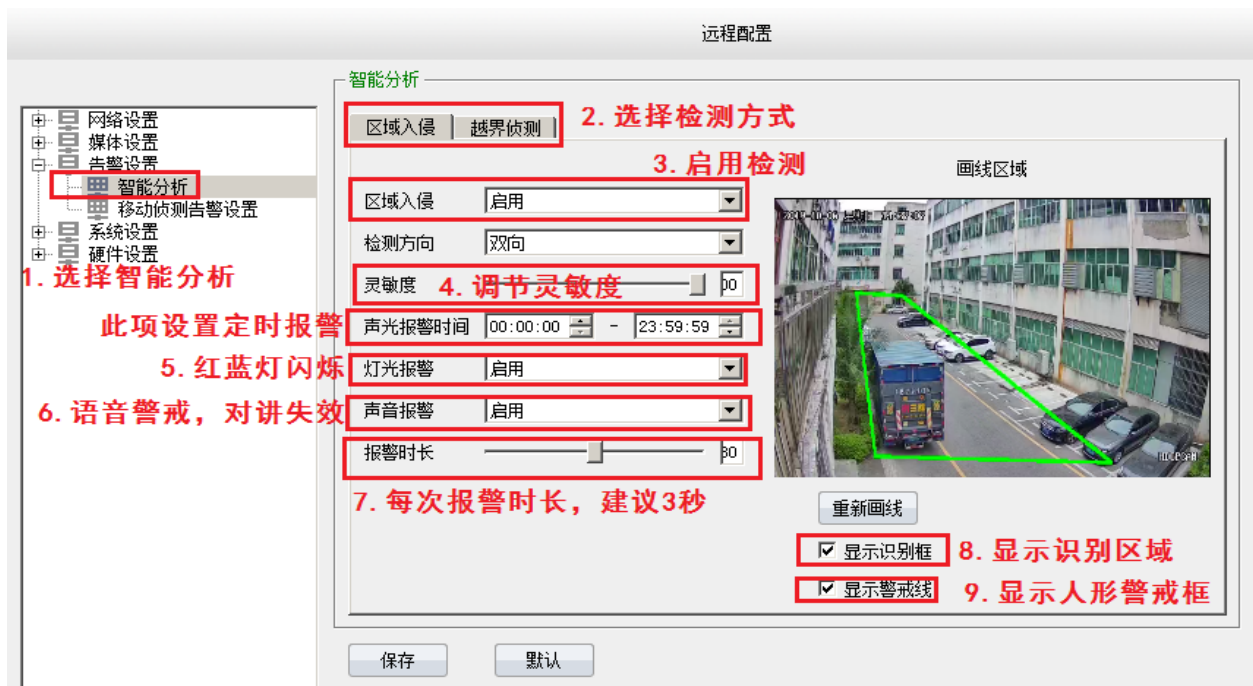 远程配置
智能分析
网络设置
媒体设置
告警设置
智能分析
移动侦测告警设置
系统设置
硬件设置
1. 选择智能分析
区域入侵 越界侦测
2. 选择检测方式
3. 启用检测
画线区域
区域入侵 启用
检测方向 双向
灵敏度
4. 调节灵敏度
此项设置定时报警
声光报警时间 00:00:00 - 23:59:59
5. 红蓝灯闪烁
灯光报警 启用
6. 语音警戒，对讲失效
声音报警 启用
报警时长
7. 每次报警时长，建议3秒
重新画线
显示识别框
8. 显示识别区域
显示警戒线
9. 显示人形警戒框
保存 默认